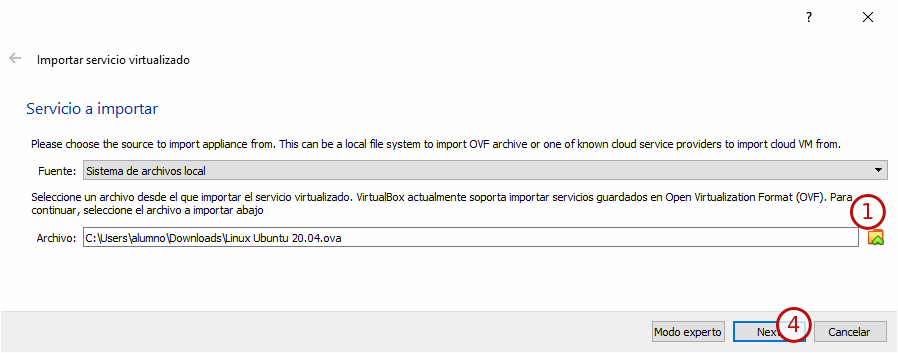 ?
Importar servicio virtualizado
Servicio a importar
Please choose the source to import appliance from. This can be a local file system to import OVF archive or one of known cloud service providers to import cloud VM from.
Fuente: Sistema de archivos local
Seleccione un archivo desde el que importar el servicio virtualizado. VirtualBox actualmente soporta importar servicios guardados en Open Virtualization Format (OVF). Para
continuar, seleccione el archivo a importar abajo
1
Archivo: C:\Users\alumno\Downloads\Linux Ubuntu 20.04.ova
Modo experto Next 4 Cancelar